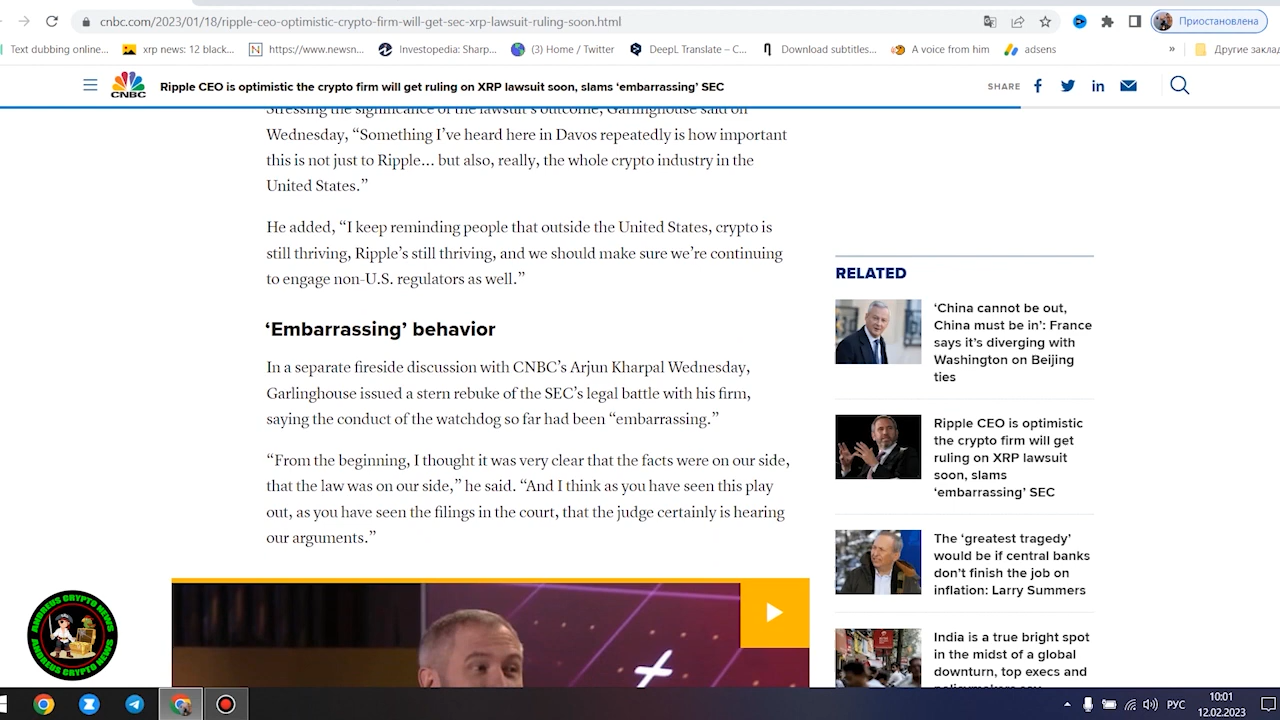 cnbc.com/2023/01/18/ripple-ceo-optimistic-crypto-firm-will-get-sec-xrp-lawsuit-ruling-soon.html
Приостановлена
Text dubbing online...
xrp news: 12 black...
https://www.newsn...
Investopedia: Sharp...
(3) Home / Twitter
DeepL Translate – C...
Download subtitles...
A voice from him
adsens
»
Другие закла
CNBC
Ripple CEO is optimistic the crypto firm will get ruling on XRP lawsuit soon, slams ‘embarrassing’ SEC
SHARE
Stressing the significance of the lawsuit’s outcome, Garlinghouse said on
Wednesday, “Something I’ve heard here in Davos repeatedly is how important
this is not just to Ripple… but also, really, the whole crypto industry in the
United States.”
He added, “I keep reminding people that outside the United States, crypto is
still thriving, Ripple’s still thriving, and we should make sure we’re continuing
to engage non-U.S. regulators as well.”
‘Embarrassing’ behavior
In a separate fireside discussion with CNBC’s Arjun Kharpal Wednesday,
Garlinghouse issued a stern rebuke of the SEC’s legal battle with his firm,
saying the conduct of the watchdog so far had been “embarrassing.”
“From the beginning, I thought it was very clear that the facts were on our side,
that the law was on our side,” he said. “And I think as you have seen this play
out, as you have seen the filings in the court, that the judge certainly is hearing
our arguments.”
RELATED
‘China cannot be out,
China must be in’: France
says it’s diverging with
Washington on Beijing
ties
Ripple CEO is optimistic
the crypto firm will get
ruling on XRP lawsuit
soon, slams
‘embarrassing’ SEC
The ‘greatest tragedy’
would be if central banks
don’t finish the job on
inflation: Larry Summers
India is a true bright spot
in the midst of a global
downturn, top execs and
policymakers say
ANDREUS CRYPTO NEWS
ANDREUS CRYPTO NEWS
РУС
10:01
12.02.2023